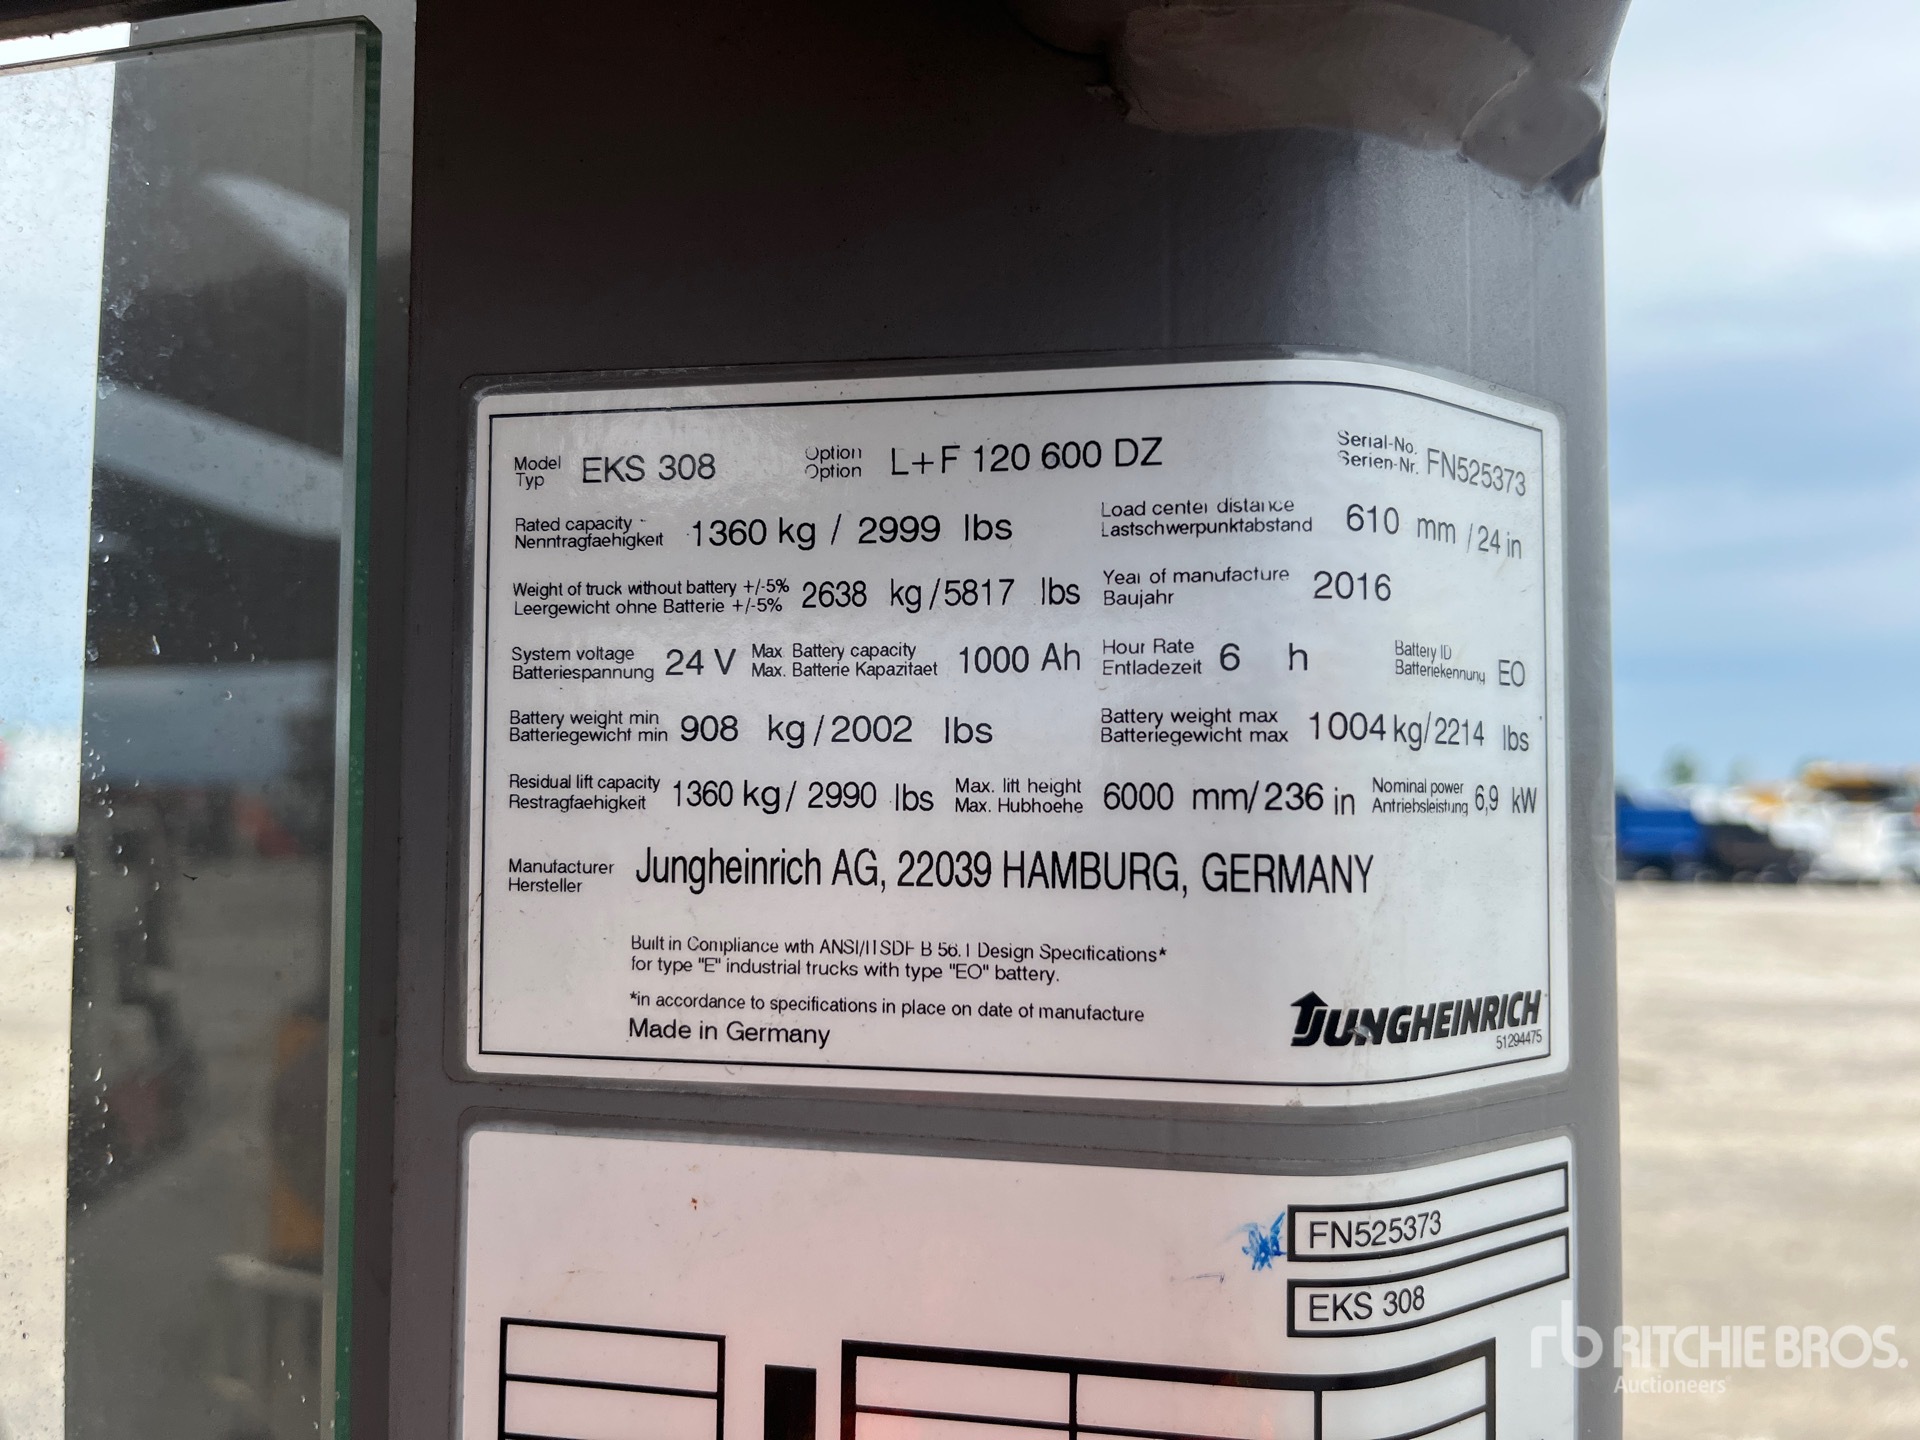 Model EKS 308 Option L+F 120 600 DZ Serial-No. FN525373
Typ Option Serien-Nr.
Rated capacity 1360 kg / 2999 lbs Load center distance 610 mm / 24 in
Nenntragfaehigkeit Lastschwerpunktabstand
Weight of truck without battery +/-5% 2638 kg/5817 lbs Year of manufacture 2016
Leergewicht ohne Batterie +/-5% Baujahr
System voltage 24 V Max Battery capacity 1000 Ah Hour Rate 6 h Battery ID EO
Batteriespannung Max. Batterie Kapazitaet Entladezeit Batteriekennung
Battery weight min 908 kg/2002 lbs Battery weight max 1004 kg/2214 lbs
Batteriegewicht min Batteriegewicht max
Residual lift capacity 1360 kg/ 2990 lbs Max. lift height 6000 mm/236 in Nominal power 6,9 kW
Restragfaehigkeit Max. Hubhoehe Antriebsleistung
Manufacturer Jungheinrich AG, 22039 HAMBURG, GERMANY
Hersteller
Built in Compliance with ANSI/ITSDF B 56.1 Design Specifications*
for type "E" industrial trucks with type "EO" battery.
*in accordance to specifications in place on date of manufacture
Made in Germany
JUNGHEINRICH
51294475
FN525373
EKS 308
rb RITCHIE BROS.
Auctioneers